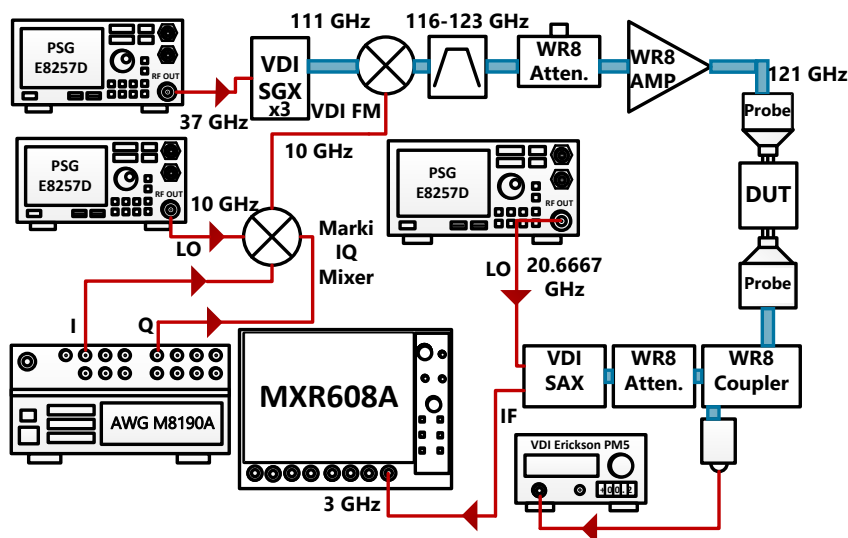 PSG
E8257D
RF OUT
37 GHz
VDI
SGX
x3
111 GHz
VDI FM
116-123 GHz
WR8
Atten.
WR8
AMP
121 GHz
Probe
DUT
Probe
PSG
E8257D
RF OUT
10 GHz
LO
10 GHz
Marki
IQ
Mixer
PSG
E8257D
RF OUT
LO
20.6667
GHz
I
Q
AWG M8190A
MXR608A
3 GHz
IF
VDI
SAX
WR8
Atten.
WR8
Coupler
VDI Erickson PM5
+00.2